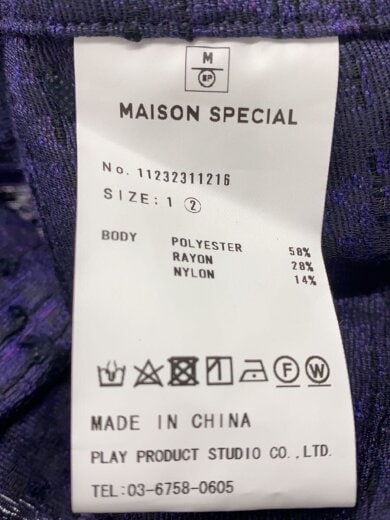 M
SP
MAISON SPECIAL
No. 11232311216
SIZE: 1 ②
BODY POLYESTER 58%
RAYON 28%
NYLON 14%
F W
MADE IN CHINA
PLAY PRODUCT STUDIO CO.,LTD.
TEL:03-6758-0605